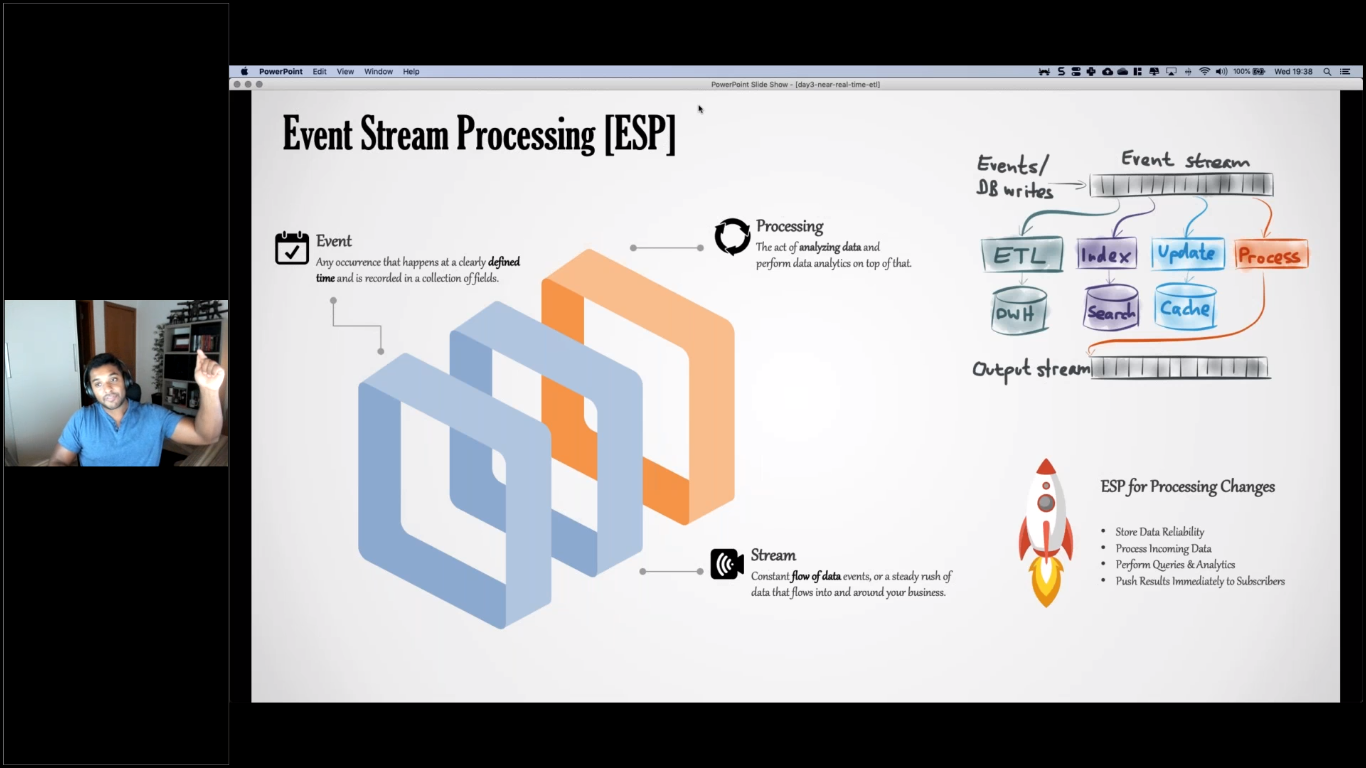 PowerPoint Edit View Window Help
100% Wed 19:38
PowerPoint Slide Show - [day3-near-real-time-etl]
Event Stream Processing [ESP]
Event
Any occurrence that happens at a clearly defined
time and is recorded in a collection of fields.
Processing
The act of analyzing data and
perform data analytics on top of that.
Stream
Constant flow of data events, or a steady rush of
data that flows into and around your business.
Events/
DB writes
Event stream
ETL Index Update Process
DWH Search Cache
Output stream
ESP for Processing Changes
• Store Data Reliability
• Process Incoming Data
• Perform Queries & Analytics
• Push Results Immediately to Subscribers